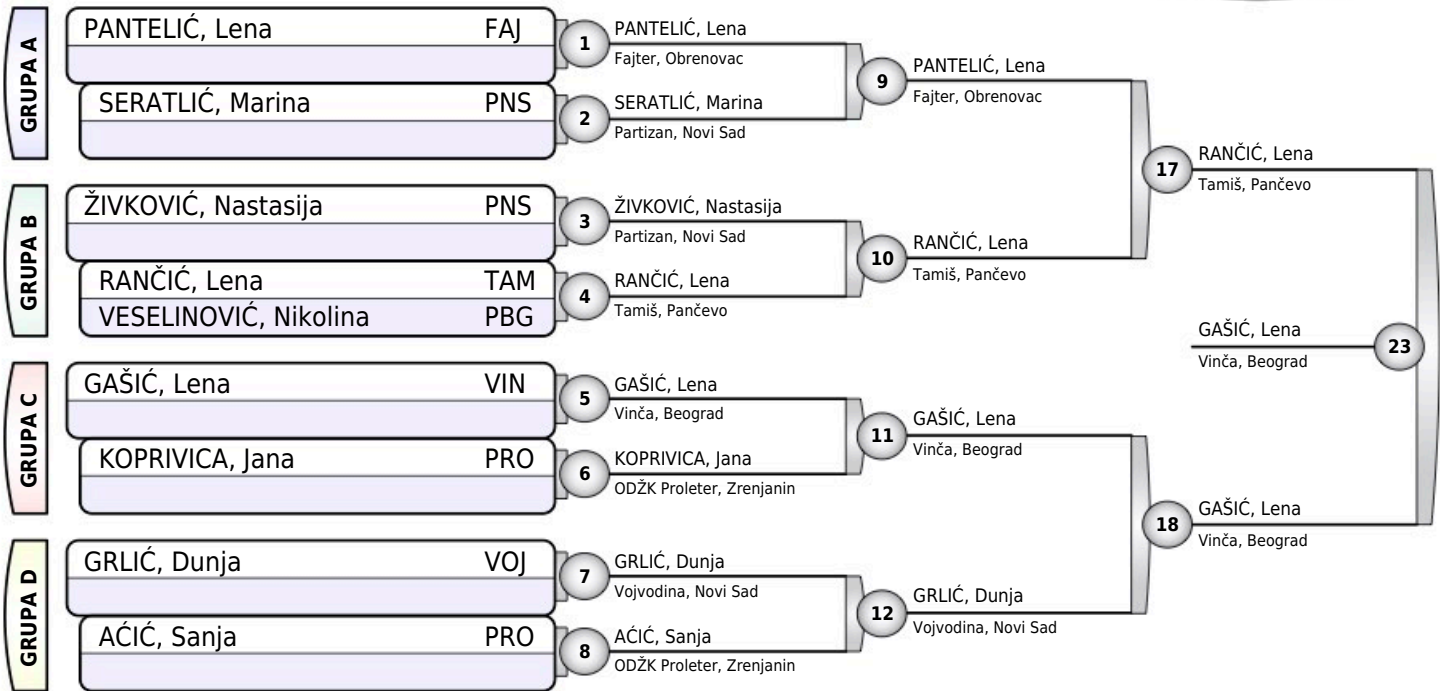 GRUPA A
PANTELIĆ, Lena FAJ
SERATLIĆ, Marina PNS
1
PANTELIĆ, Lena
Fajter, Obrenovac
2
SERATLIĆ, Marina
Partizan, Novi Sad
9
PANTELIĆ, Lena
Fajter, Obrenovac
GRUPA B
ŽIVKOVIĆ, Nastasija PNS
RANČIĆ, Lena TAM
VESELINOVIĆ, Nikolina PBG
3
ŽIVKOVIĆ, Nastasija
Partizan, Novi Sad
4
RANČIĆ, Lena
Tamiš, Pančevo
10
RANČIĆ, Lena
Tamiš, Pančevo
17
RANČIĆ, Lena
Tamiš, Pančevo
GRUPA C
GAŠIĆ, Lena VIN
KOPRIVICA, Jana PRO
5
GAŠIĆ, Lena
Vinča, Beograd
6
KOPRIVICA, Jana
ODŽK Proleter, Zrenjanin
11
GAŠIĆ, Lena
Vinča, Beograd
GRUPA D
GRLIĆ, Dunja VOJ
AĆIĆ, Sanja PRO
7
GRLIĆ, Dunja
Vojvodina, Novi Sad
8
AĆIĆ, Sanja
ODŽK Proleter, Zrenjanin
12
GRLIĆ, Dunja
Vojvodina, Novi Sad
18
GAŠIĆ, Lena
Vinča, Beograd
GAŠIĆ, Lena
Vinča, Beograd
23